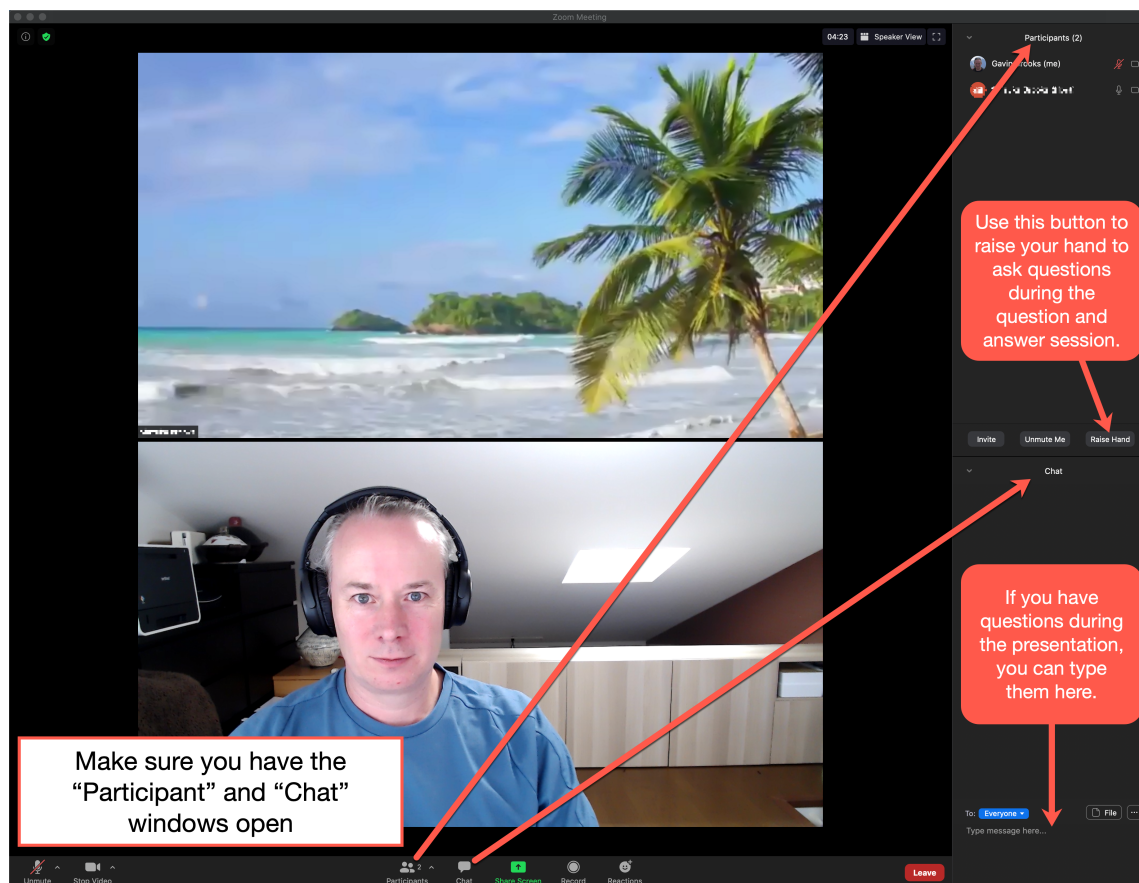 Zoom Meeting
04:23
Speaker View
Participants (2)
Gavin Brooks (me)
Use this button to
raise your hand to
ask questions
during the
question and
answer session.
Invite
Unmute Me
Raise Hand
Chat
If you have
questions during
the presentation,
you can type
them here.
Make sure you have the
“Participant” and “Chat”
windows open
To: Everyone
File
Type message here...
Unmute
Stop Video
Participants
2
Chat
Share Screen
Record
Reactions
Leave